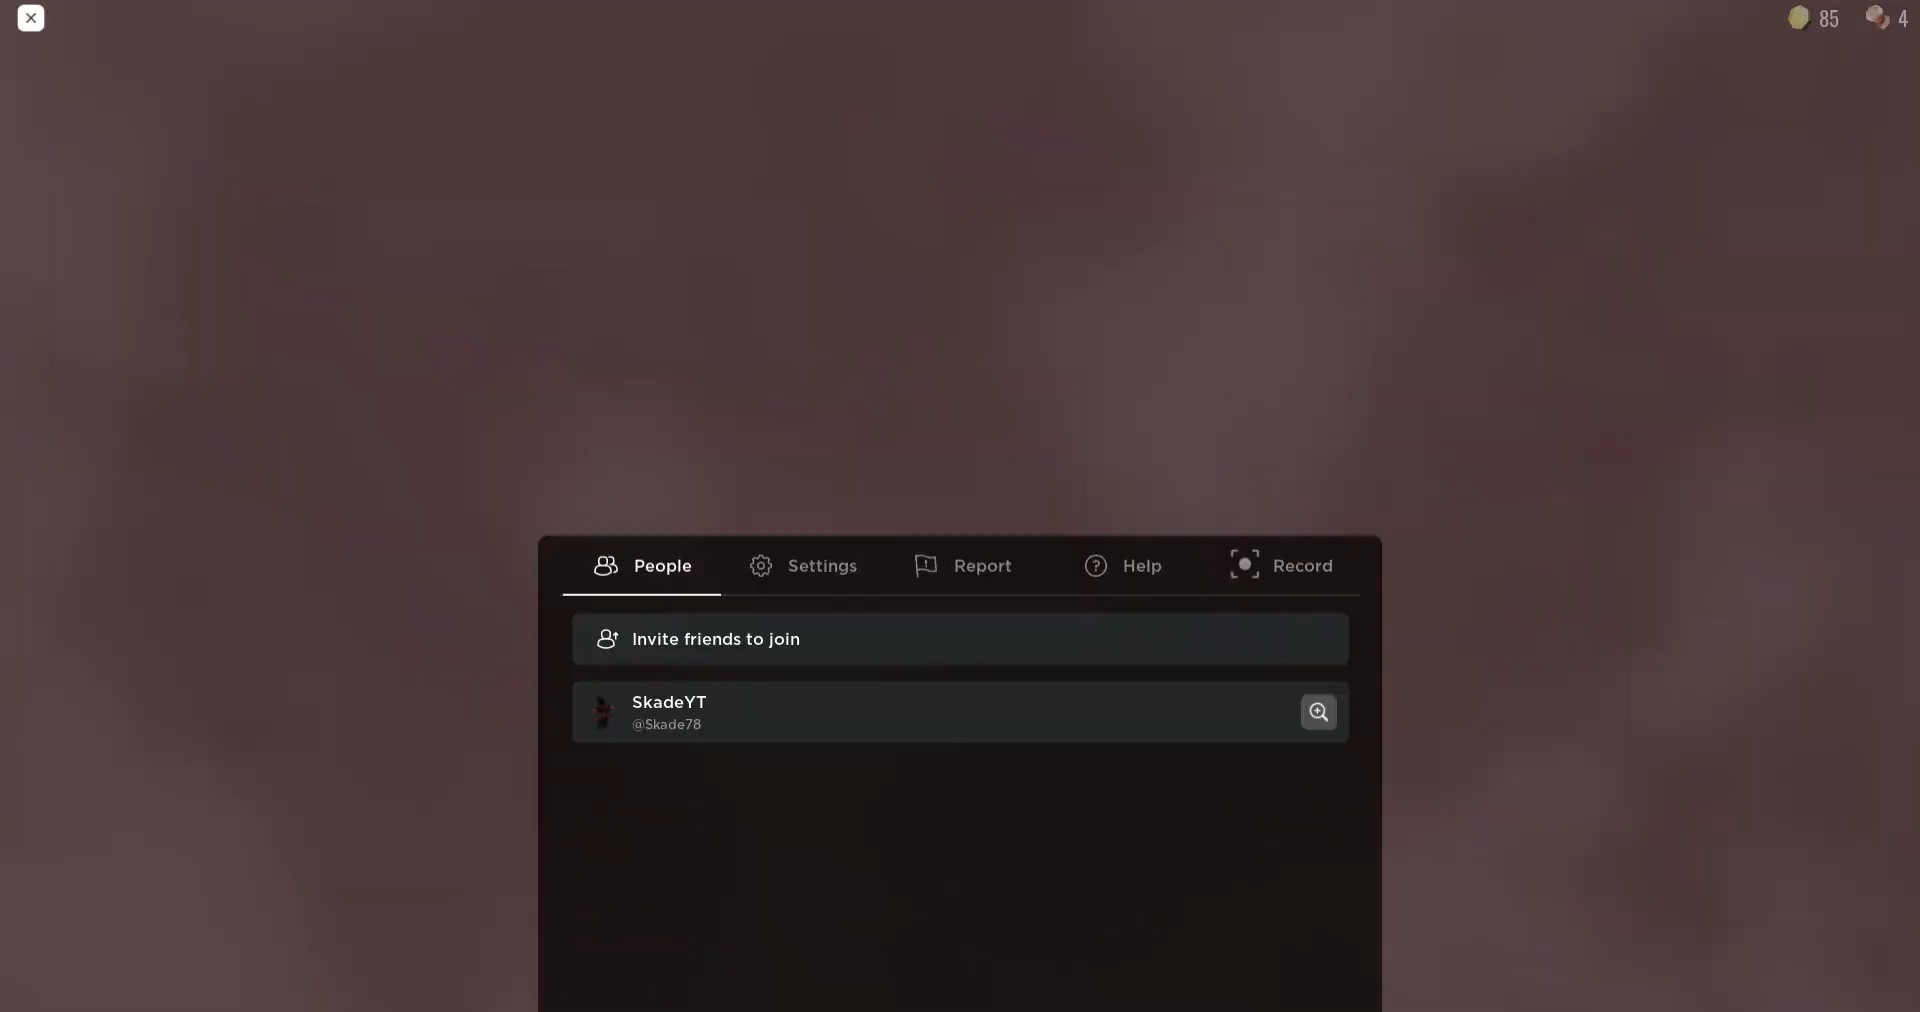 85
4
People
Settings
Report
Help
Record
Invite friends to join
SkadeYT
@Skade78